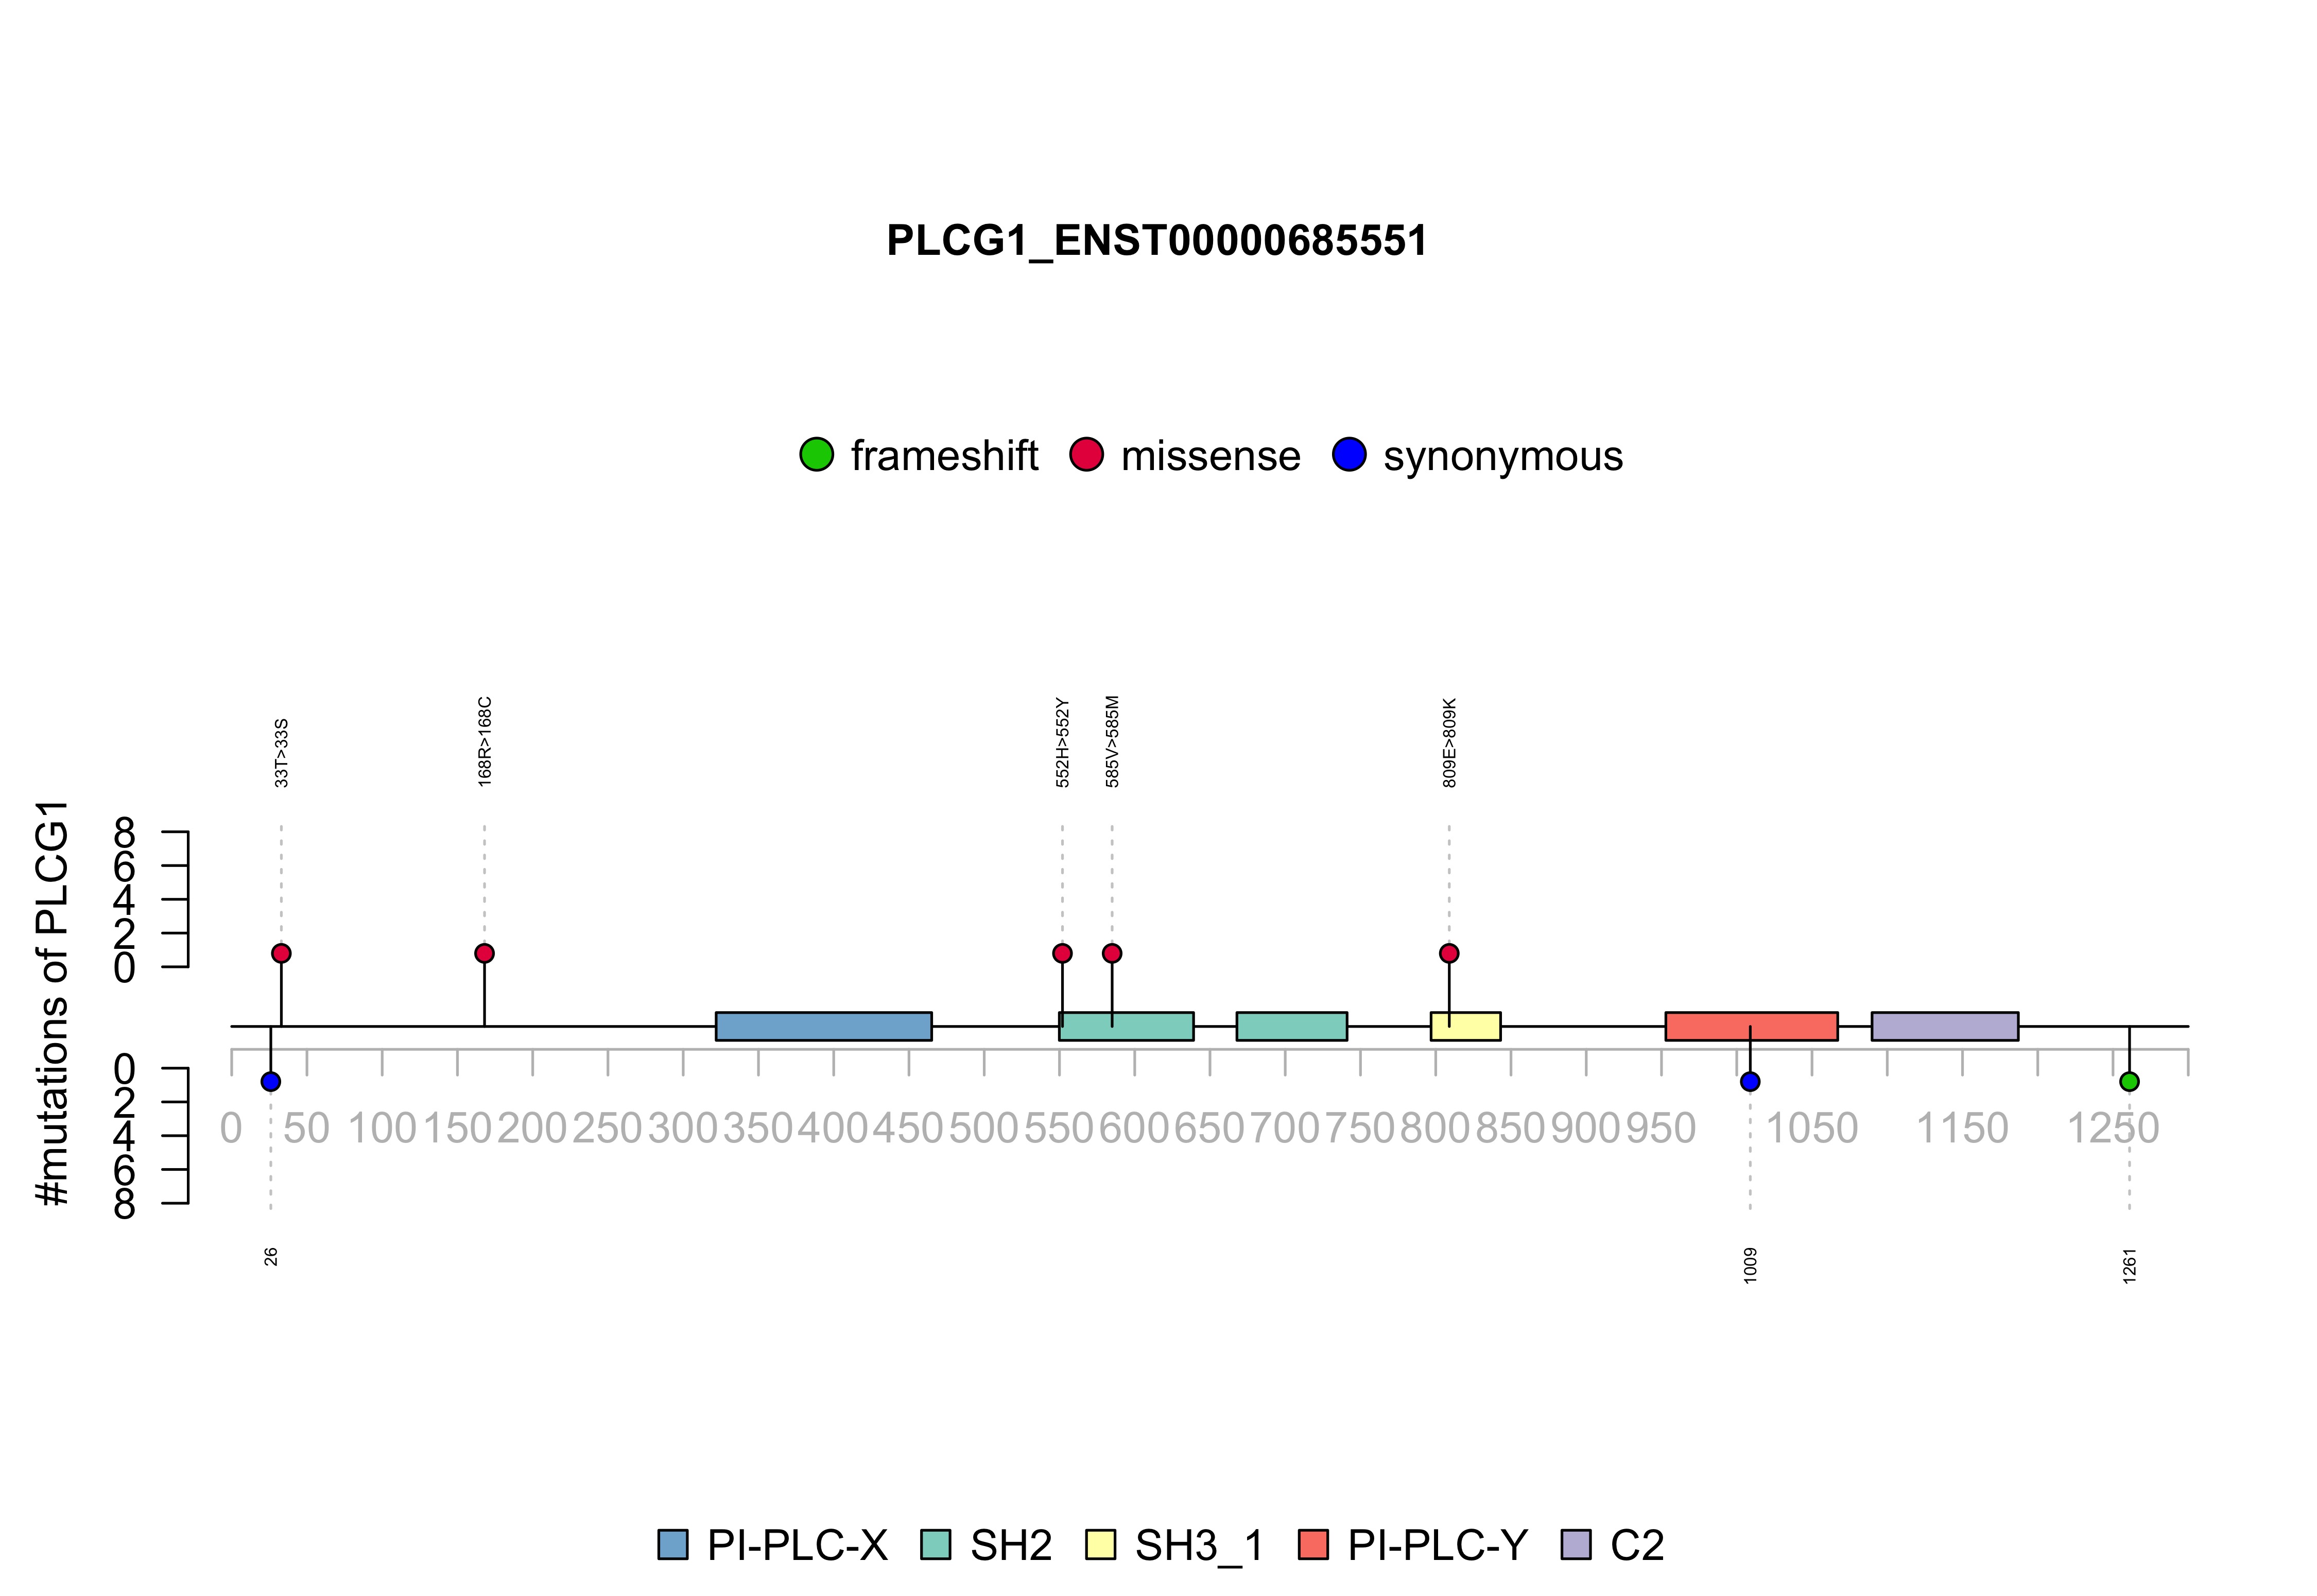 PLCG1_ENST00000685551
frameshift missense synonymous
33T>33S
168R>168C
552H>552Y
585V>585M
809E>809K
#mutations of PLCG1
8
6
4
2
0
0
2
4
6
8
0 50 100 150 200 250 300 350 400 450 500 550 600 650 700 750 800 850 900 950 1050 1150 1250
26
1009
1261
PI-PLC-X SH2 SH3_1 PI-PLC-Y C2